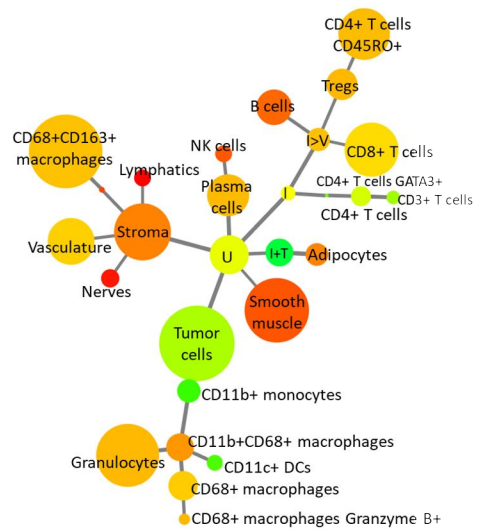 CD4+ T cells
CD45RO+
Tregs
B cells
I>V
CD8+ T cells
NK cells
CD68+CD163+
macrophages
Lymphatics
Plasma
cells
CD4+ T cells GATA3+
I
CD3+ T cells
CD4+ T cells
Stroma
Vasculature
U
I+T
Adipocytes
Nerves
Smooth
muscle
Tumor
cells
CD11b+ monocytes
CD11b+CD68+ macrophages
Granulocytes
CD11c+ DCs
CD68+ macrophages
CD68+ macrophages Granzyme B+